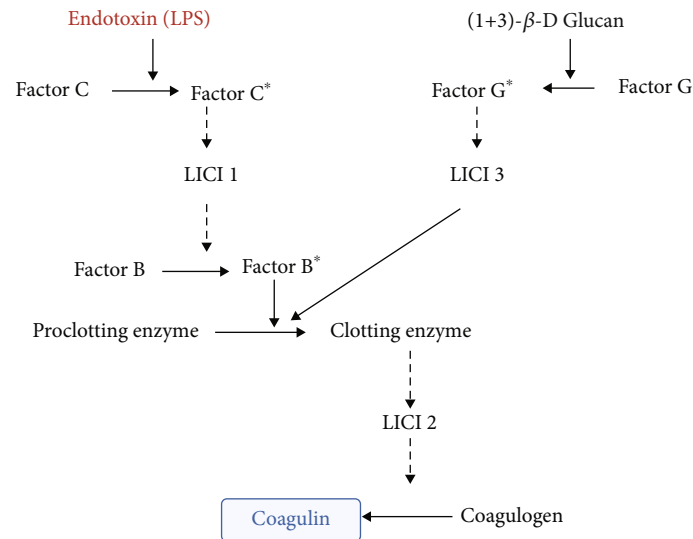 Endotoxin (LPS)
(1+3)-β-D Glucan
Factor C
Factor C*
Factor G*
Factor G
LICI 1
LICI 3
Factor B
Factor B*
Proclotting enzyme
Clotting enzyme
LICI 2
Coagulin
Coagulogen